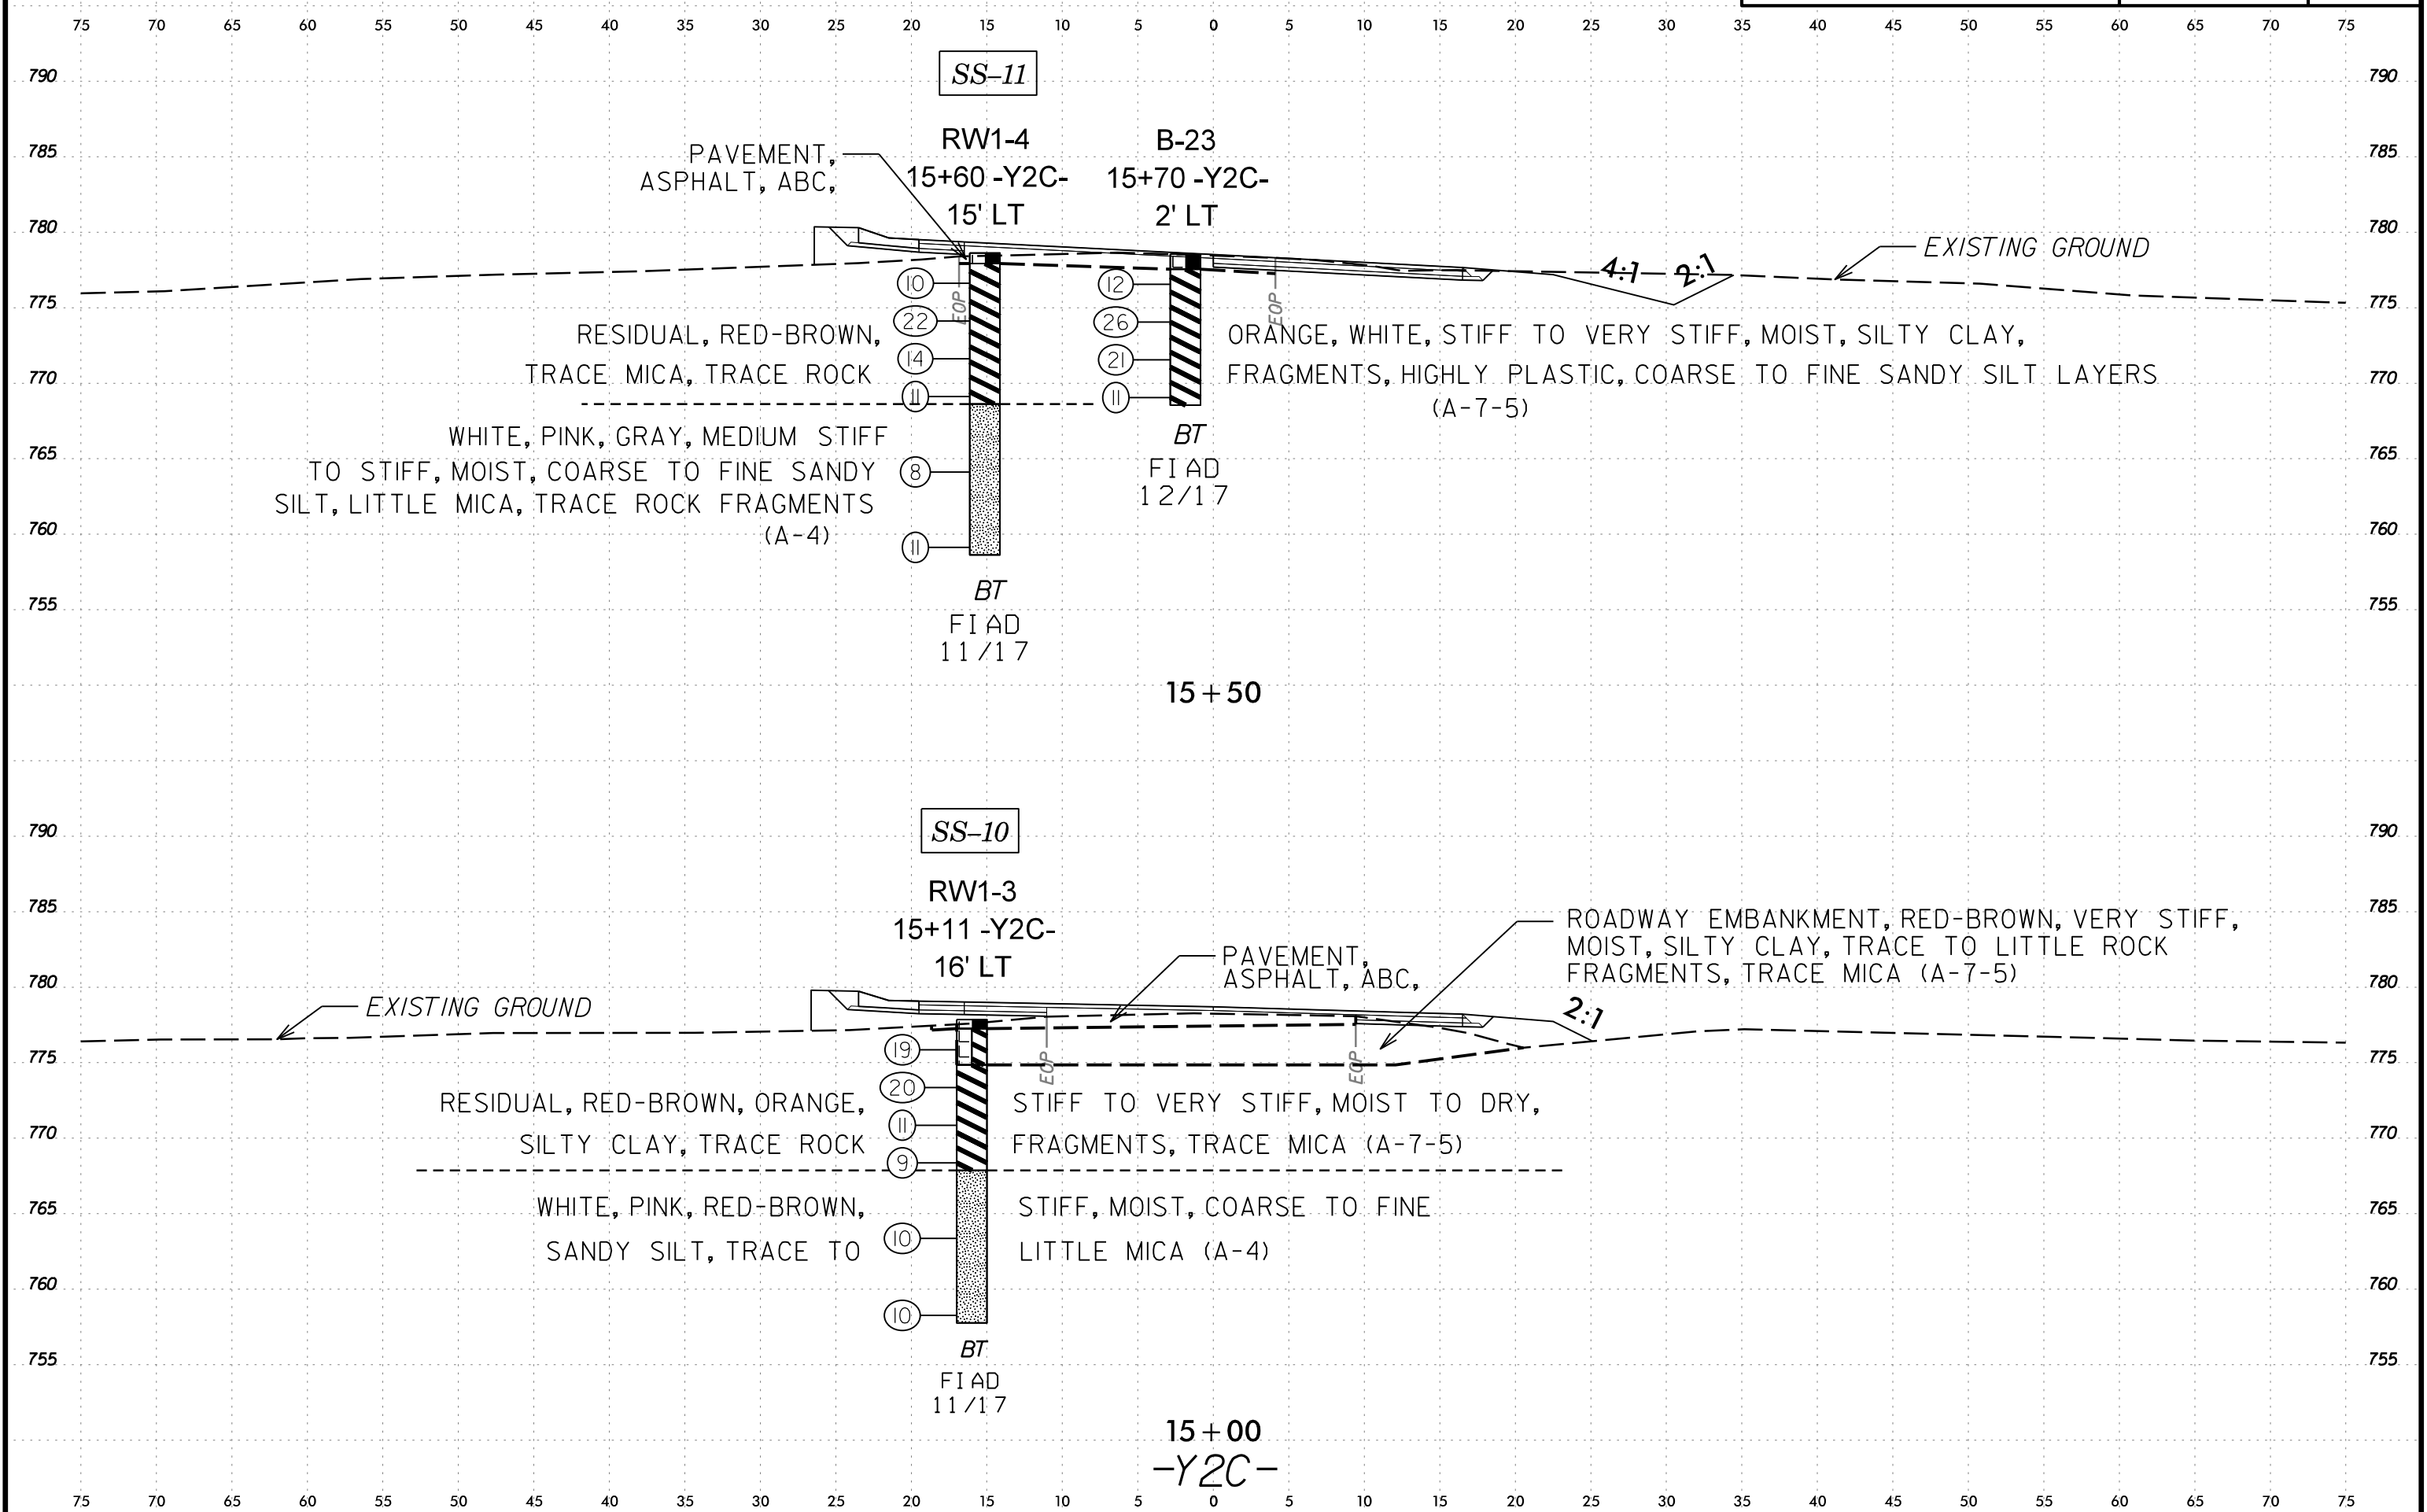 75 70 65 60 55 50 45 40 35 30 25 20 15 10 5 0 5 10 15 20 25 30 35 40 45 50 55 60 65 70 75
SS-11
790 790
RW1-4
15+60 -Y2C-
15' LT
B-23
15+70 -Y2C-
2' LT
PAVEMENT,
ASPHALT, ABC,
785 785
780 780
EXISTING GROUND
4:1 2:1
775 775
10
22
14
11
8
11
EOP
12
26
21
11
EOP
RESIDUAL, RED-BROWN, ORANGE, WHITE, STIFF TO VERY STIFF, MOIST, SILTY CLAY,
TRACE MICA, TRACE ROCK FRAGMENTS, HIGHLY PLASTIC, COARSE TO FINE SANDY SILT LAYERS
(A-7-5)
770 770
WHITE, PINK, GRAY, MEDIUM STIFF
TO STIFF, MOIST, COARSE TO FINE SANDY
SILT, LITTLE MICA, TRACE ROCK FRAGMENTS
(A-4)
765 765
BT
FIAD
12/17
760 760
BT
FIAD
11/17
755 755
15+50
SS-10
790 790
RW1-3
15+11 -Y2C-
16' LT
785 785
ROADWAY EMBANKMENT, RED-BROWN, VERY STIFF,
MOIST, SILTY CLAY, TRACE TO LITTLE ROCK
FRAGMENTS, TRACE MICA (A-7-5)
PAVEMENT,
ASPHALT, ABC,
780 780
EXISTING GROUND
2:1
775 775
19
20
11
9
10
10
EOP
EOP
RESIDUAL, RED-BROWN, ORANGE, STIFF TO VERY STIFF, MOIST TO DRY,
SILTY CLAY, TRACE ROCK FRAGMENTS, TRACE MICA (A-7-5)
770 770
WHITE, PINK, RED-BROWN, STIFF, MOIST, COARSE TO FINE
SANDY SILT, TRACE TO LITTLE MICA (A-4)
765 765
760 760
755 755
BT
FIAD
11/17
15+00
-Y2C-
75 70 65 60 55 50 45 40 35 30 25 20 15 10 5 0 5 10 15 20 25 30 35 40 45 50 55 60 65 70 75